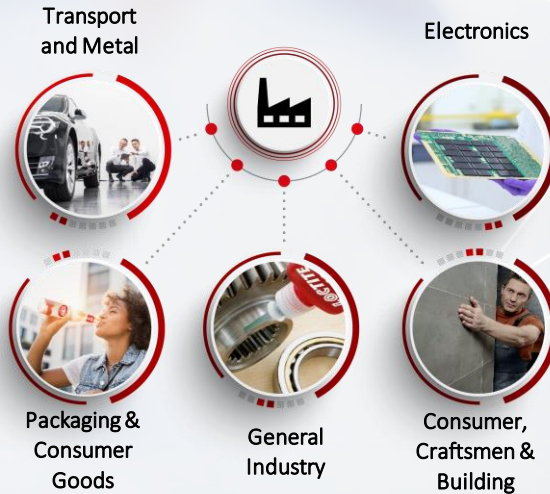 Transport
and Metal
Electronics
LOCTITE
Packaging &
Consumer
Goods
General
Industry
Consumer,
Craftsmen &
Building